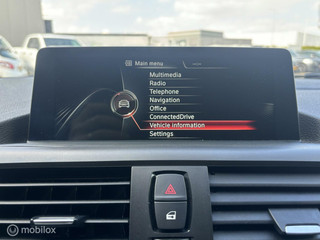 Main menu
Multimedia
Radio
Telephone
Navigation
Office
ConnectedDrive
Vehicle information
Settings
mobilox